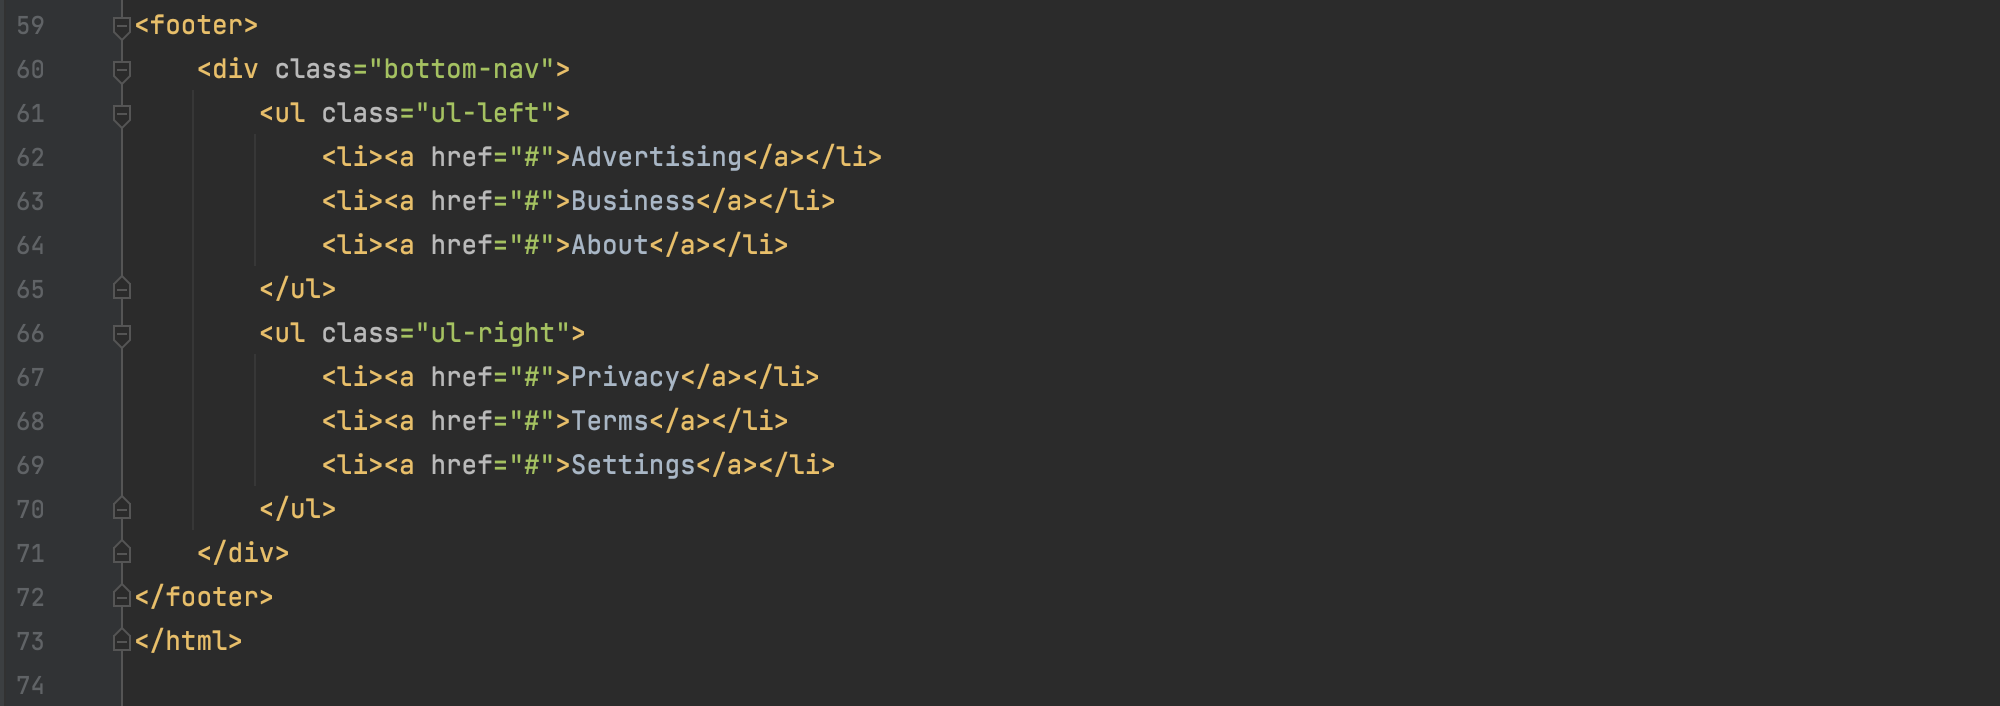 59 <footer>
60     <div class="bottom-nav">
61         <ul class="ul-left">
62             <li><a href="#">Advertising</a></li>
63             <li><a href="#">Business</a></li>
64             <li><a href="#">About</a></li>
65         </ul>
66         <ul class="ul-right">
67             <li><a href="#">Privacy</a></li>
68             <li><a href="#">Terms</a></li>
69             <li><a href="#">Settings</a></li>
70         </ul>
71     </div>
72 </footer>
73 </html>
74